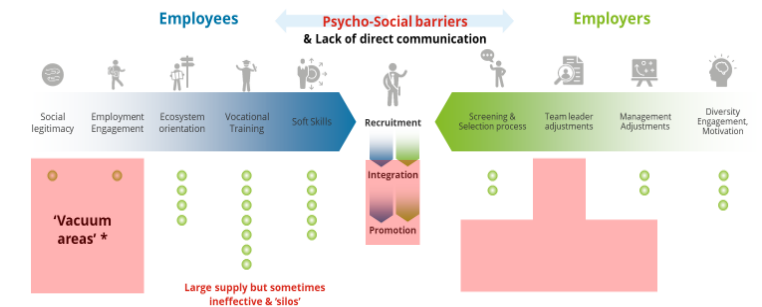 Employees
Psycho-Social barriers
& Lack of direct communication
Employers
Social
legitimacy
Employment
Engagement
Ecosystem
orientation
Vocational
Training
Soft Skills
Recruitment
Screening &
Selection process
Team leader
adjustments
Management
Adjustments
Diversity
Engagement,
Motivation
Integration
Promotion
‘Vacuum
areas’ *
Large supply but sometimes
ineffective & ‘silos’